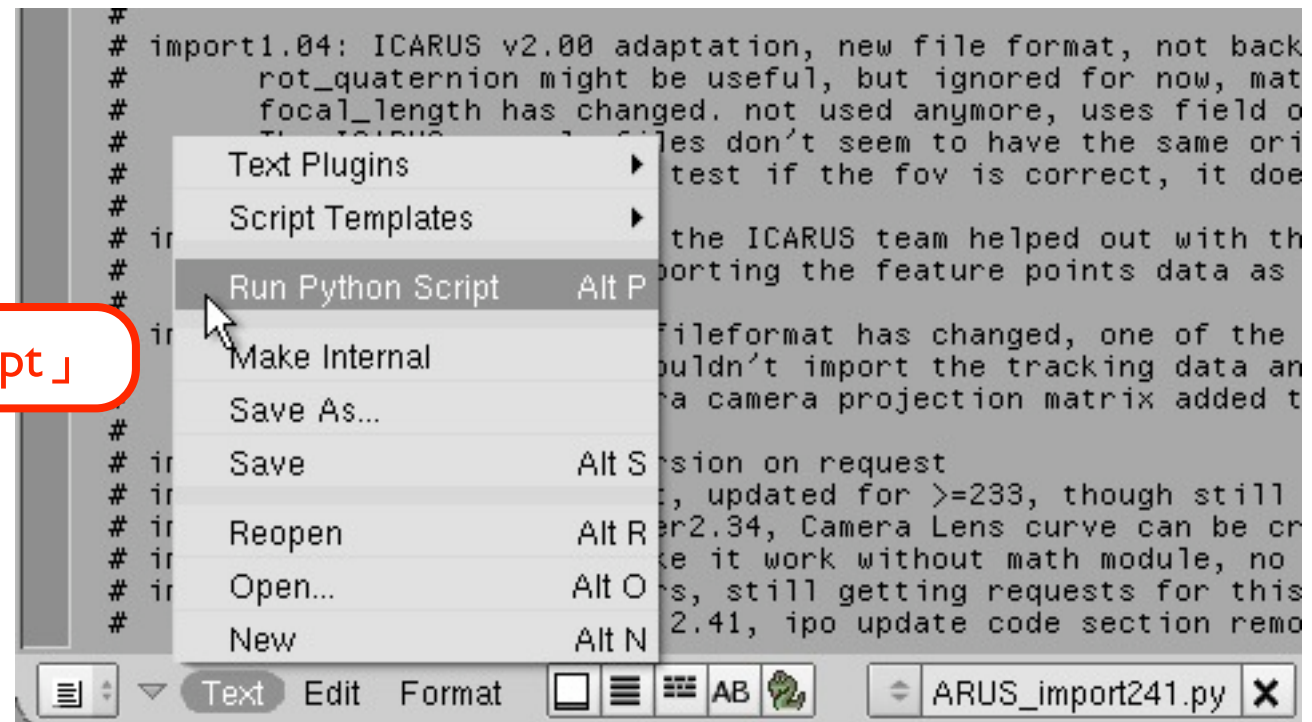 #
# import1.04: ICARUS v2.00 adaptation, new file format, not back
# rot_quaternion might be useful, but ignored for now, mat
# focal_length has changed. not used anymore, uses field o
# les don't seem to have the same ori
# test if the fov is correct, it doe
#
# the ICARUS team helped out with th
# porting the feature points data as
#
fileformat has changed, one of the
ouldn't import the tracking data an
ra camera projection matrix added t
#
# rsion on request
# , updated for >=233, though still
# er2.34, Camera Lens curve can be cr
# ke it work without math module, no
# s, still getting requests for this
# 2.41, ipo update code section remo
Text Plugins
Script Templates
Run Python Script Alt P
Make Internal
Save As...
Save Alt S
Reopen Alt R
Open... Alt O
New Alt N
pt」
Text Edit Format AB ARUS_import241.py X